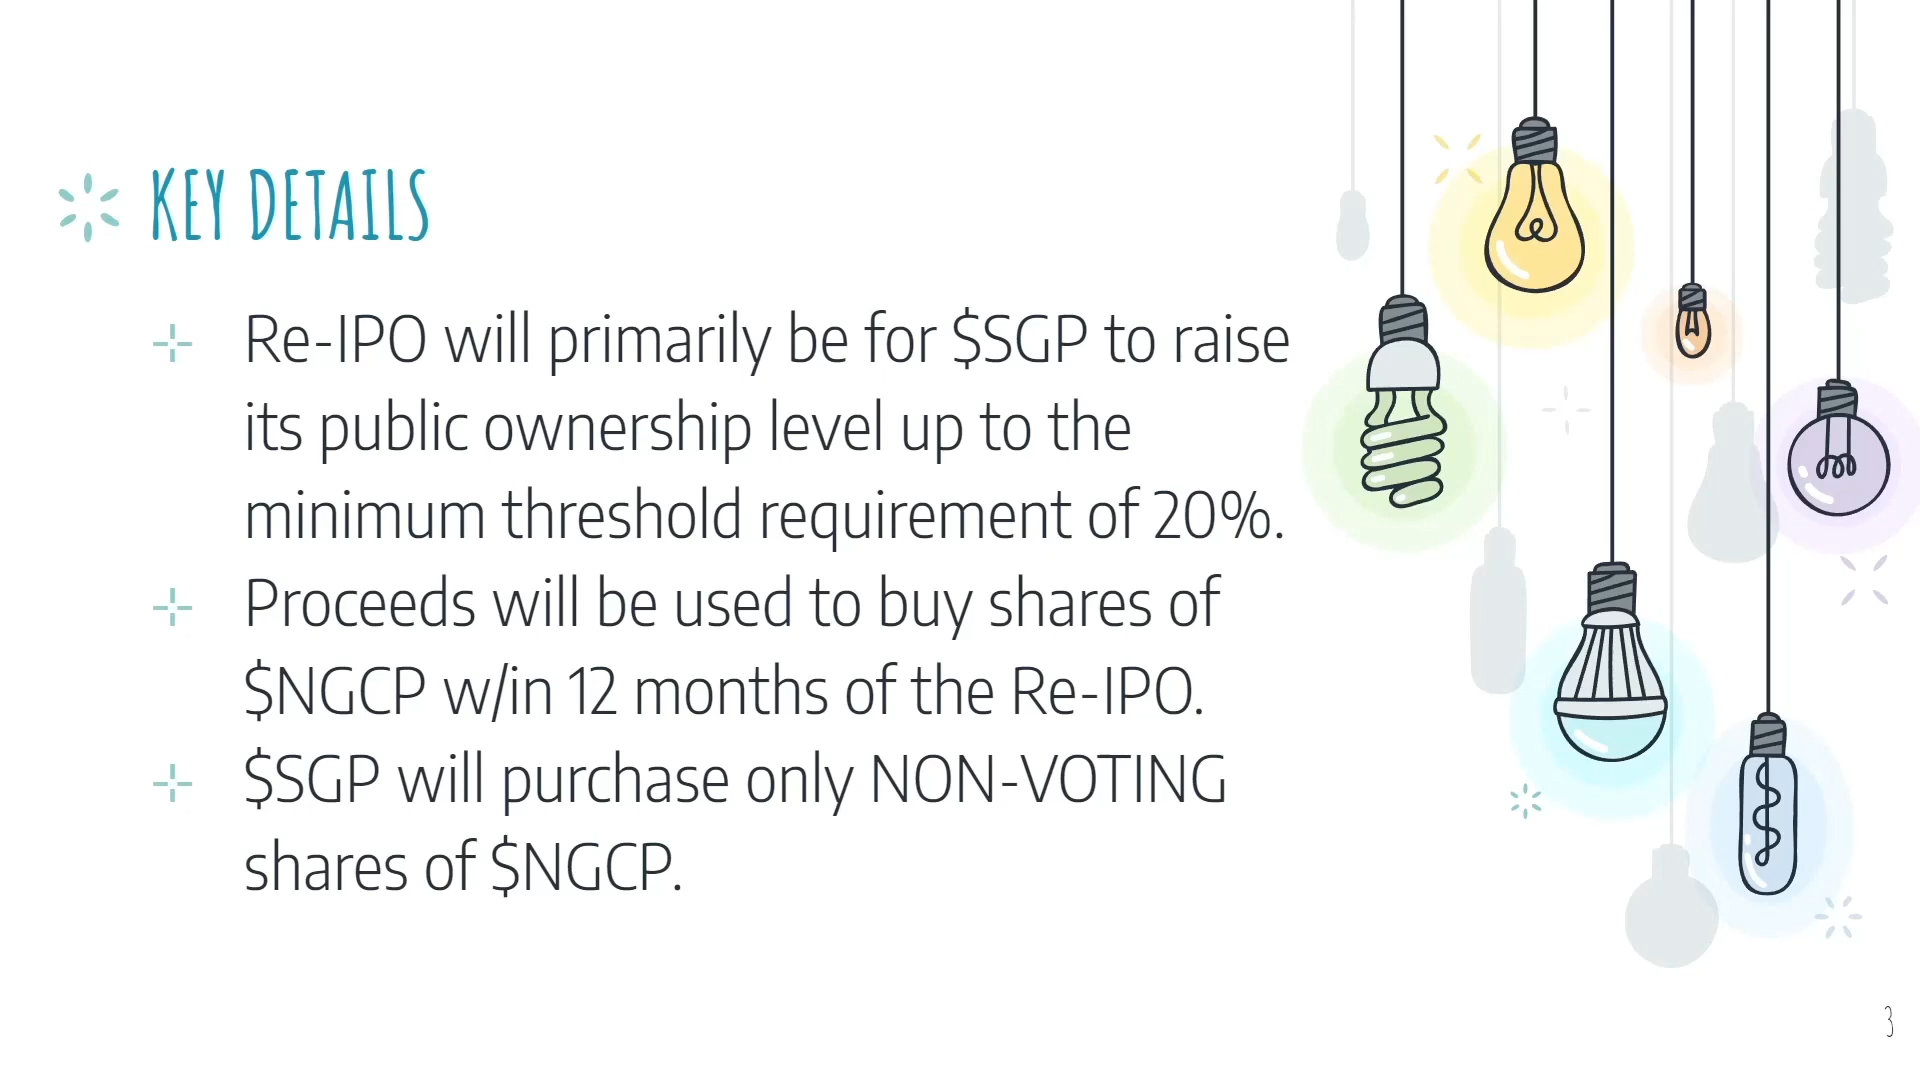 KEY DETAILS
Re-IPO will primarily be for $SGP to raise
its public ownership level up to the
minimum threshold requirement of 20%.
Proceeds will be used to buy shares of
$NGCP w/in 12 months of the Re-IPO.
$SGP will purchase only NON-VOTING
shares of $NGCP.
3